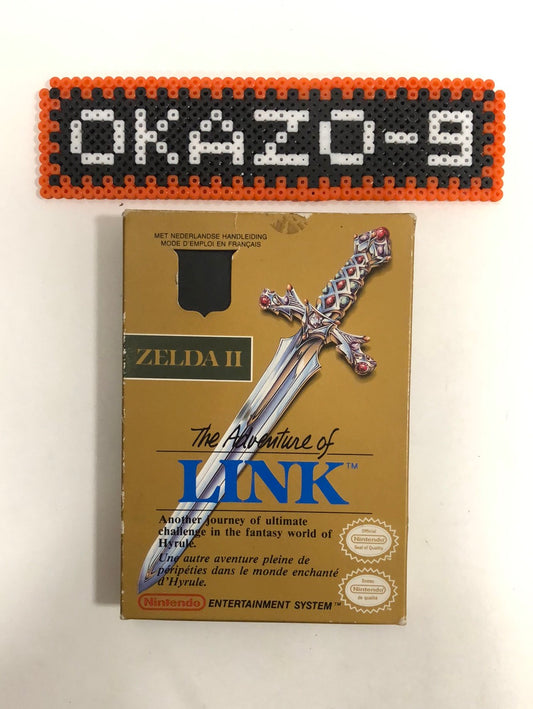 OKAZO-9
MET NEDERLANDSE HANDLEIDING
MODE D'EMPLOI EN FRANÇAIS
ZELDA II
The Adventure of
LINK™
Another journey of ultimate
challenge in the fantasy world of
Hyrule.
Une autre aventure pleine de
péripéties dans le monde enchanté
d'Hyrule.
Official
Nintendo
Seal of Quality
Sceau
Nintendo
de qualité
Nintendo ENTERTAINMENT SYSTEM™